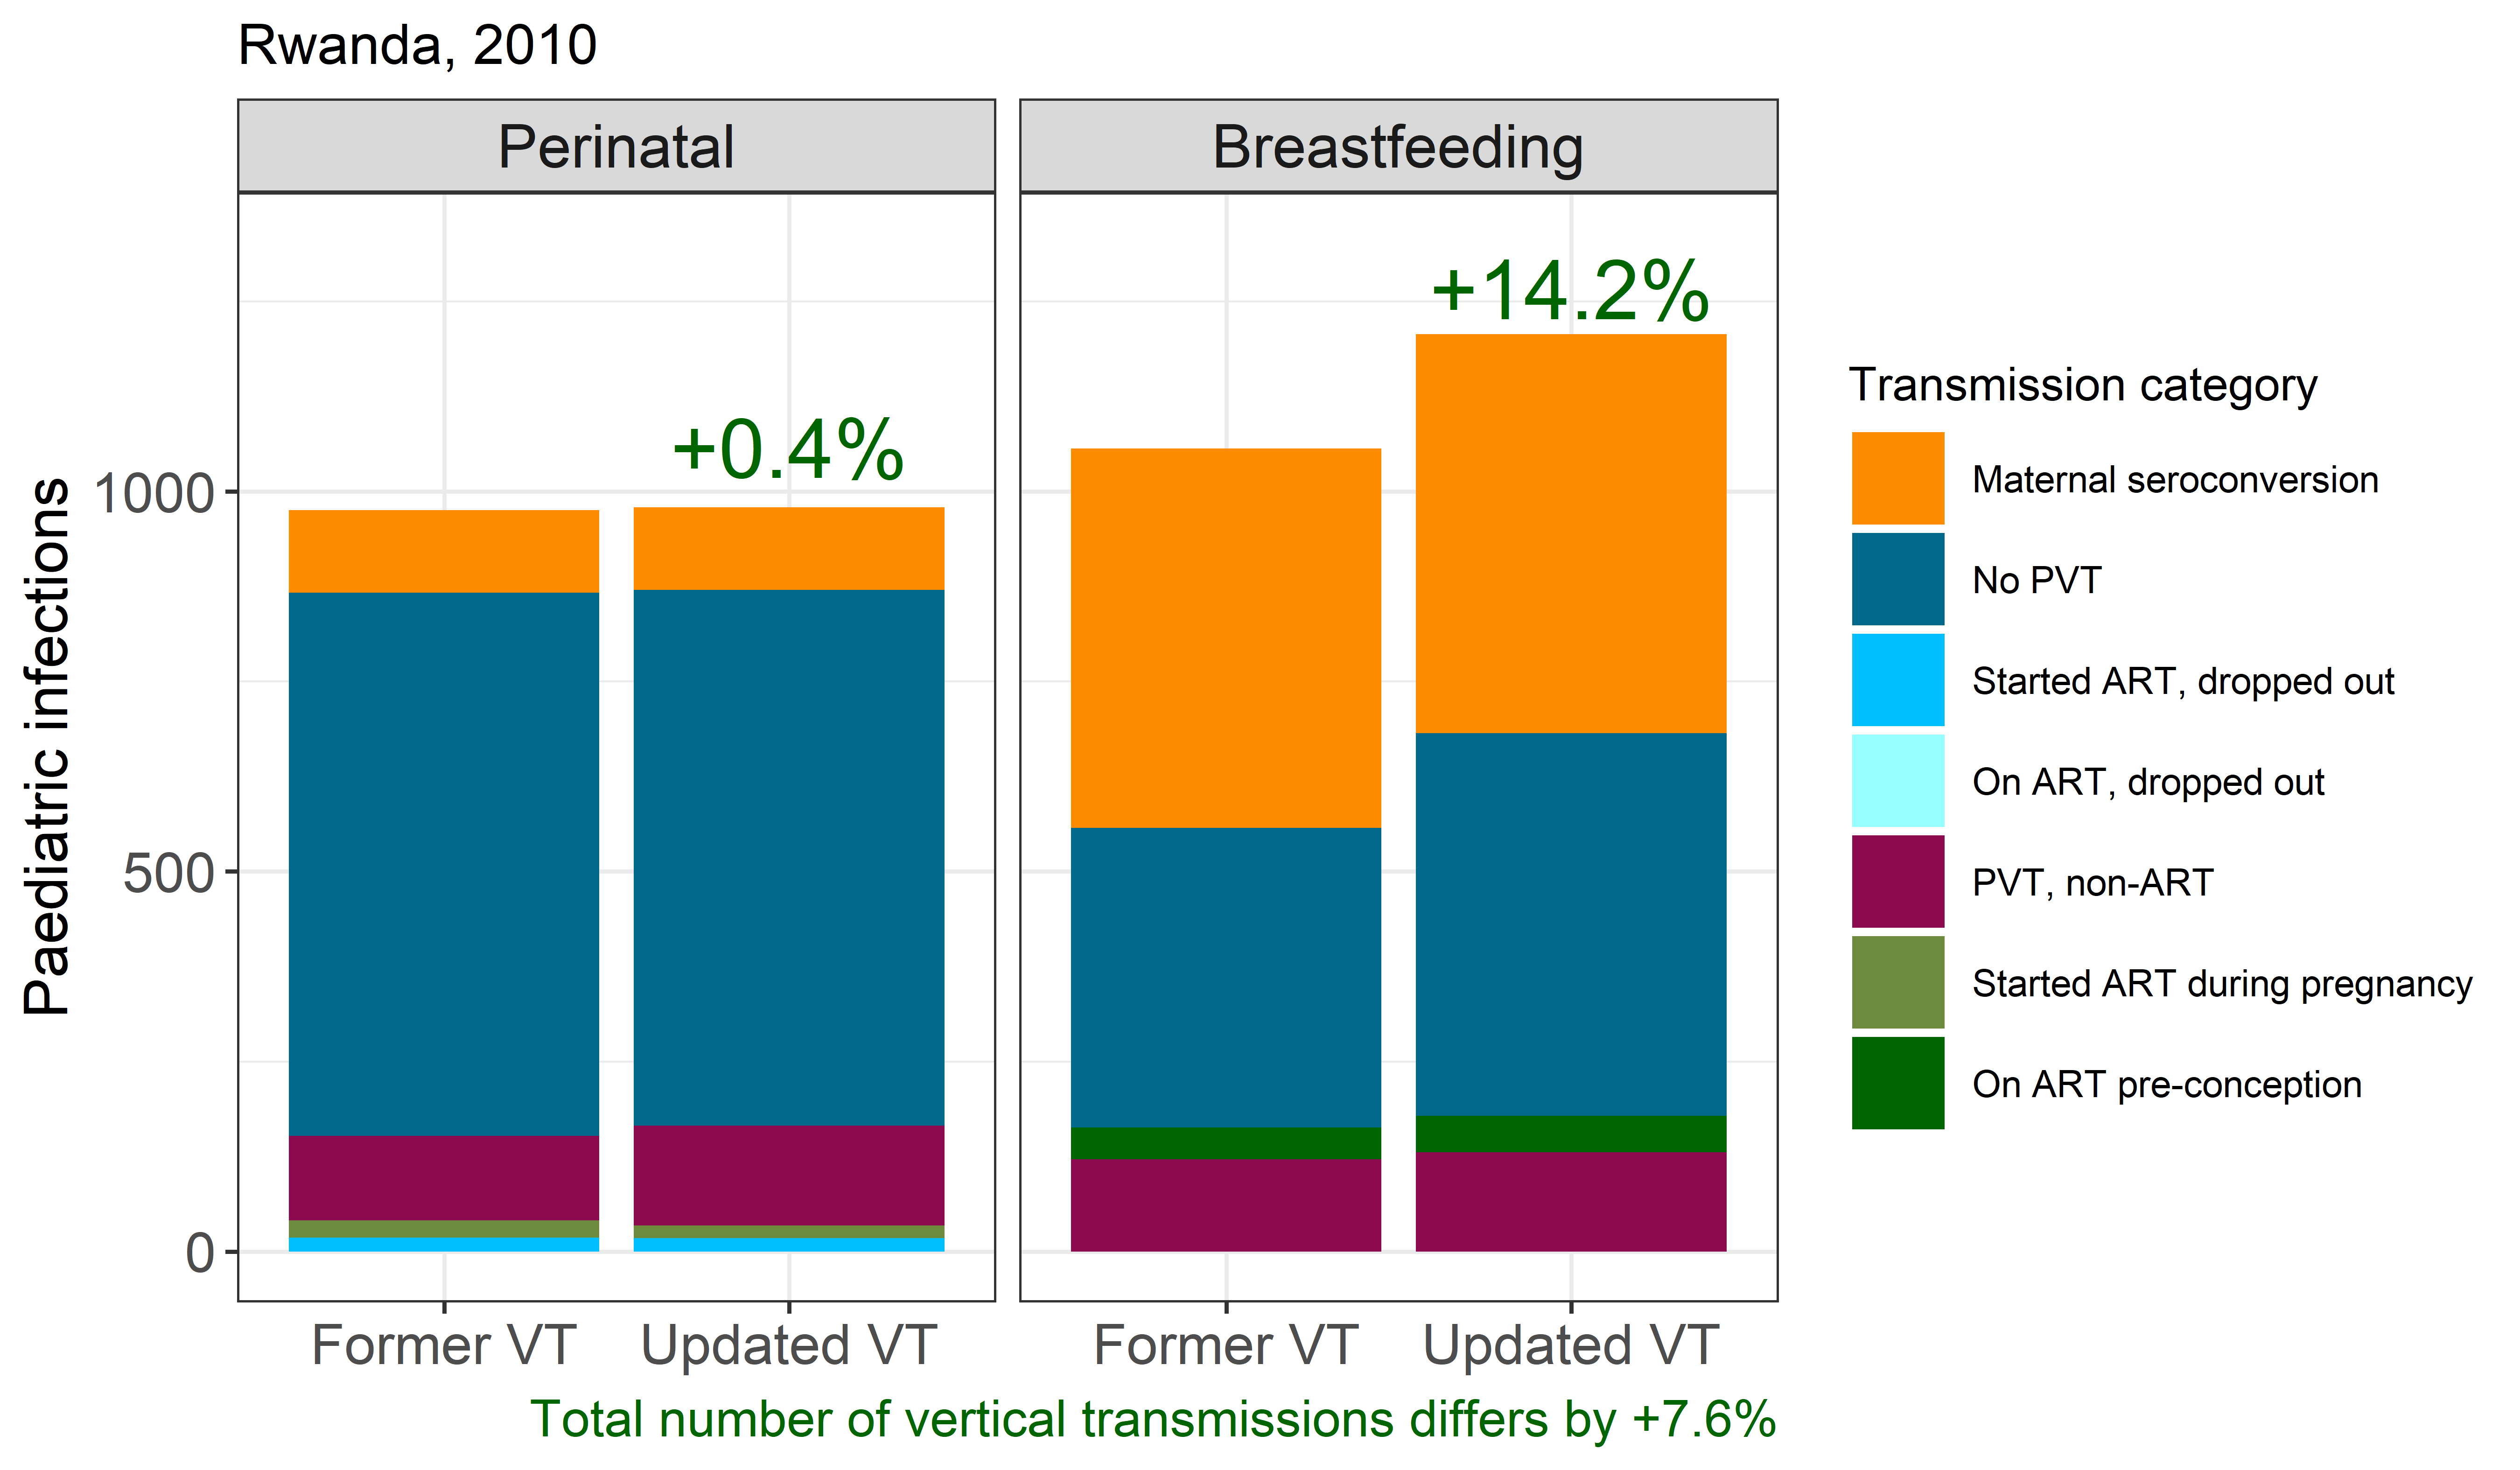 Rwanda, 2010
Perinatal
Breastfeeding
+14.2%
+0.4%
Paediatric infections
1000
500
0
Former VT
Updated VT
Former VT
Updated VT
Total number of vertical transmissions differs by +7.6%
Transmission category
Maternal seroconversion
No PVT
Started ART, dropped out
On ART, dropped out
PVT, non-ART
Started ART during pregnancy
On ART pre-conception